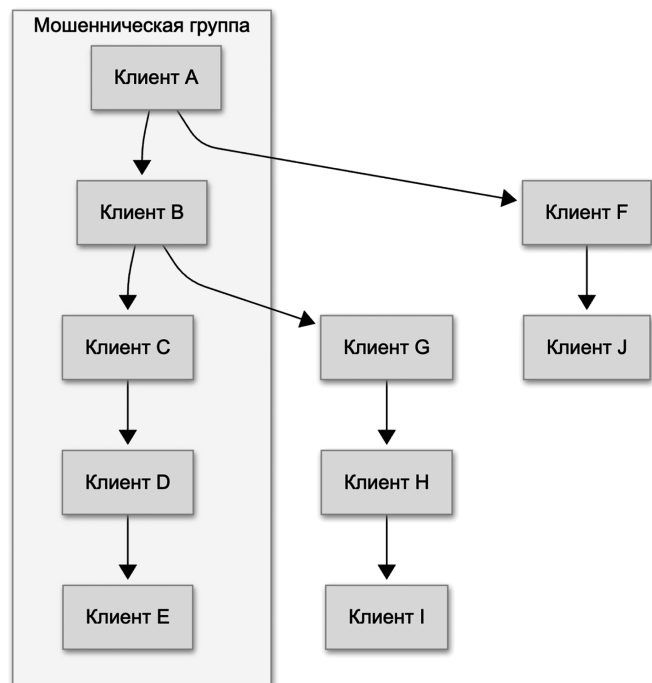 Мошенническая группа
Клиент A
Клиент B
Клиент F
Клиент C
Клиент G
Клиент J
Клиент D
Клиент H
Клиент E
Клиент I